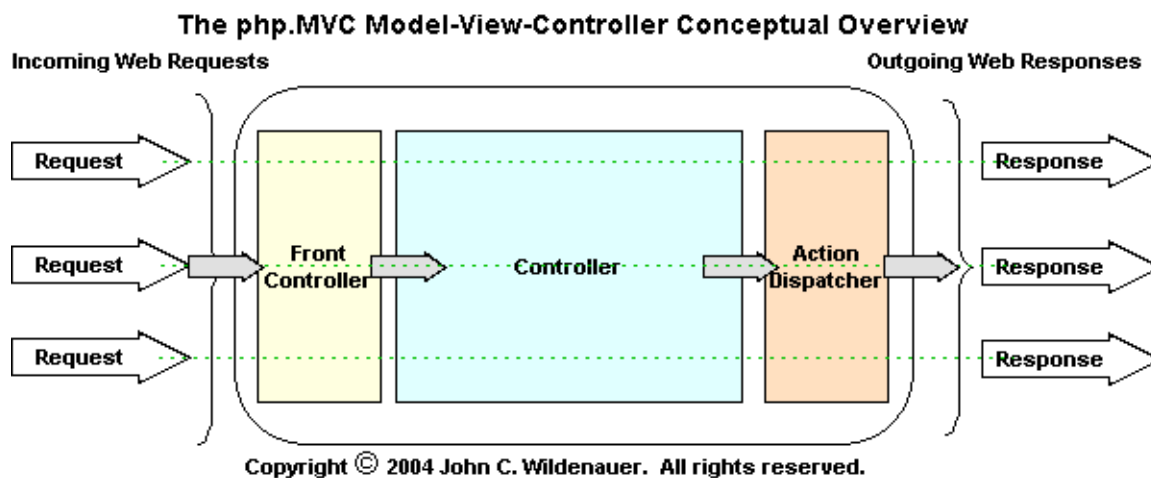 The php.MVC Model-View-Controller Conceptual Overview
Incoming Web Requests
Outgoing Web Responses
Request
Response
Request
Front
Controller
Controller
Action
Dispatcher
Response
Request
Response
Copyright © 2004 John C. Wildenauer. All rights reserved.